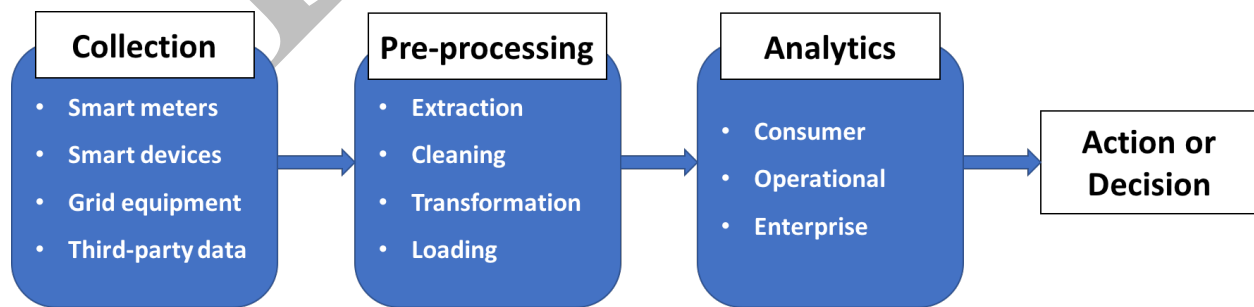 Collection
• Smart meters
• Smart devices
• Grid equipment
• Third-party data
Pre-processing
• Extraction
• Cleaning
• Transformation
• Loading
Analytics
• Consumer
• Operational
• Enterprise
Action or
Decision